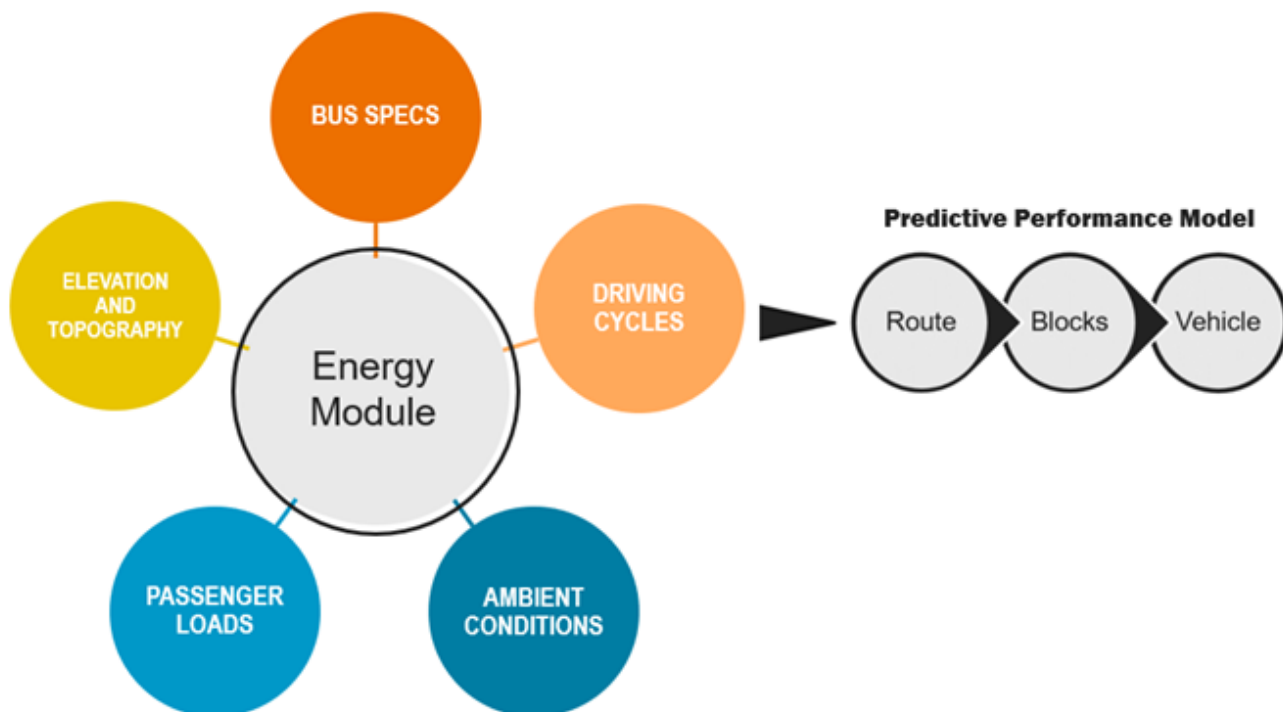 BUS SPECS
ELEVATION
AND
TOPOGRAPHY
DRIVING
CYCLES
Energy
Module
PASSENGER
LOADS
AMBIENT
CONDITIONS
Predictive Performance Model
Route
Blocks
Vehicle